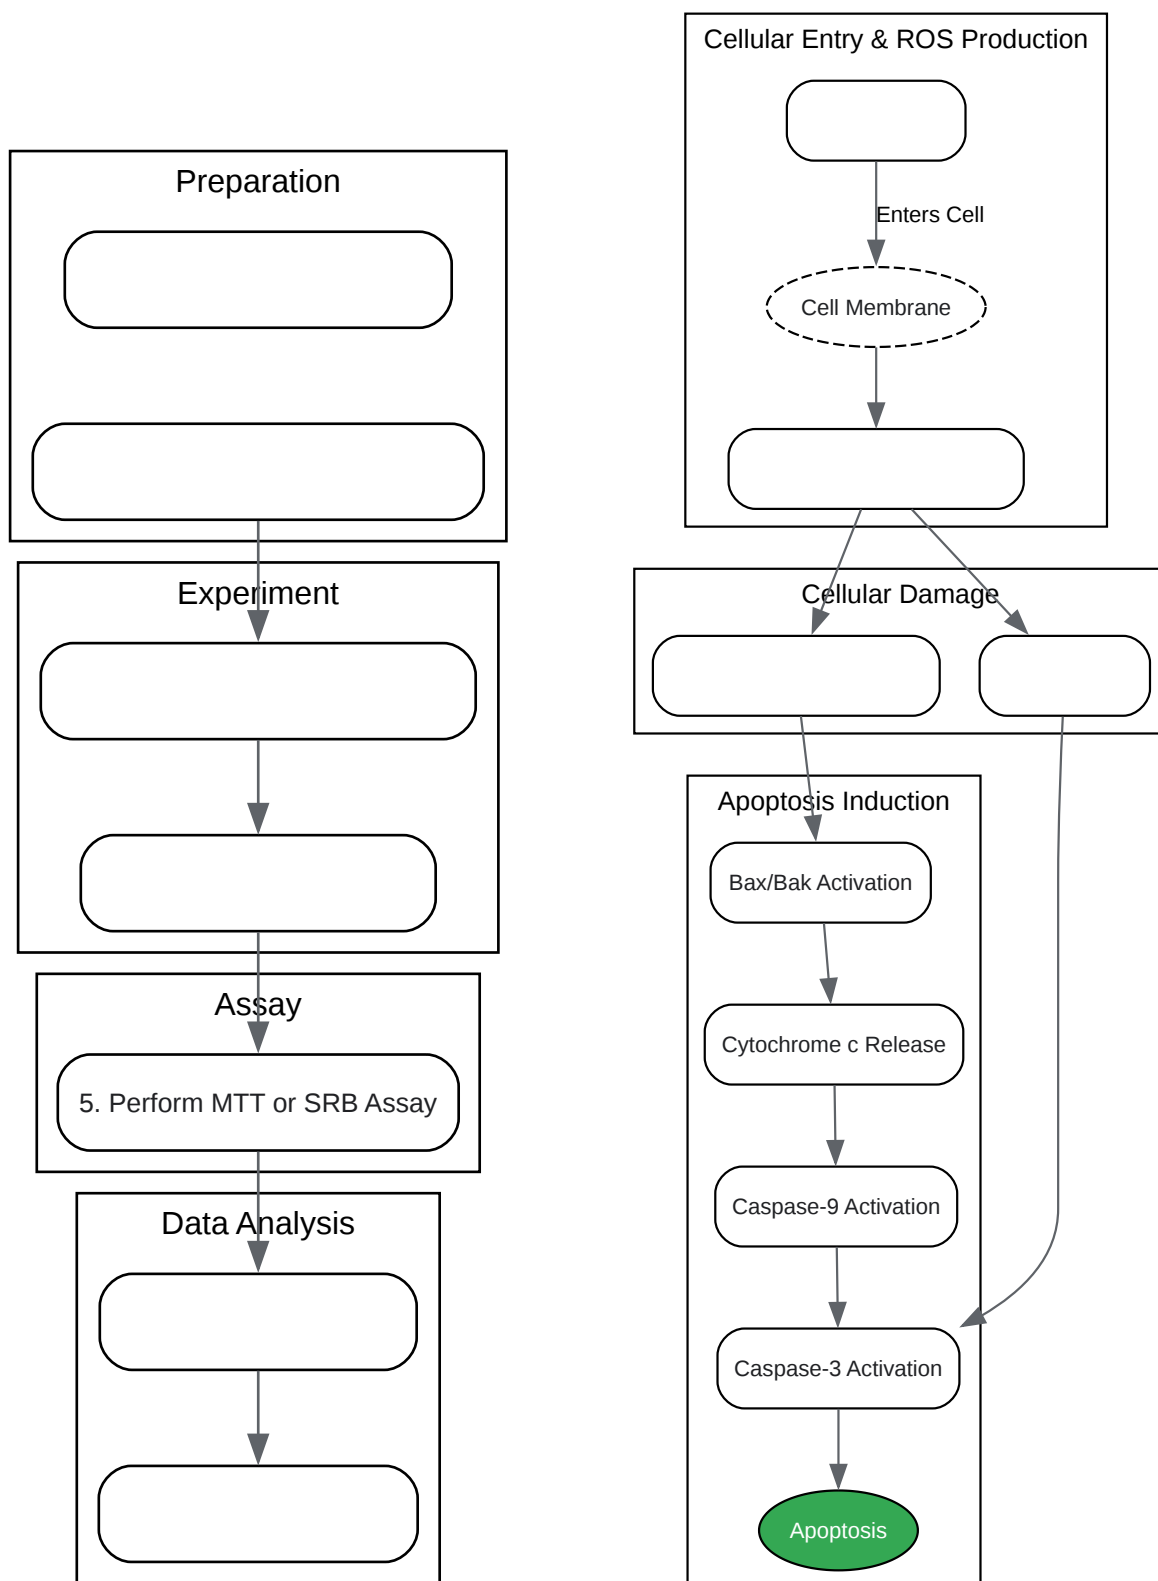 Preparation
Experiment
Assay
5. Perform MTT or SRB Assay
Data Analysis
Cellular Entry & ROS Production
Enters Cell
Cell Membrane
Cellular Damage
Apoptosis Induction
Bax/Bak Activation
Cytochrome c Release
Caspase-9 Activation
Caspase-3 Activation
Apoptosis